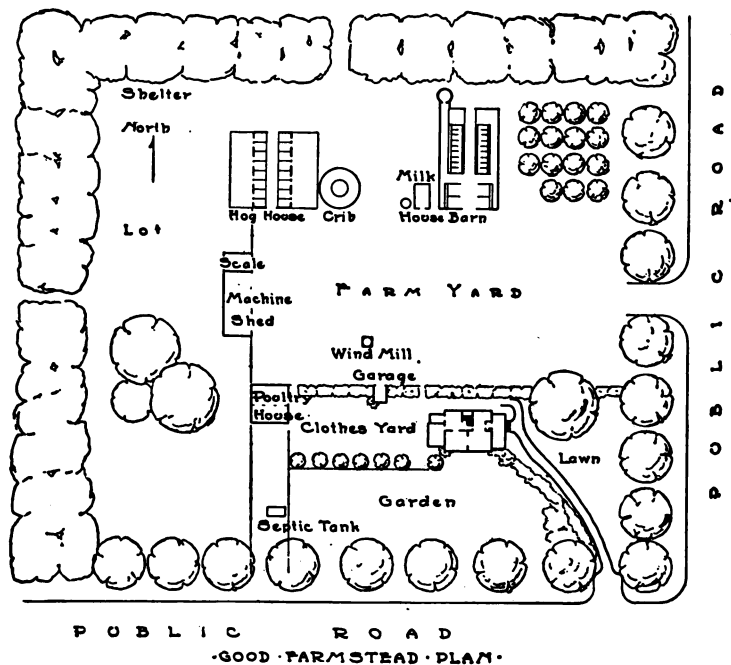 Shelter
North
Milk
Hog House
Crib
House Barn
Lot
Scale
FARM YARD
Machine
Shed
Wind Mill
Garage
Poultry
House
Clothes Yard
Lawn
Garden
Septic Tank
PUBLIC ROAD
PUBLIC ROAD
·GOOD·FARMSTEAD·PLAN·